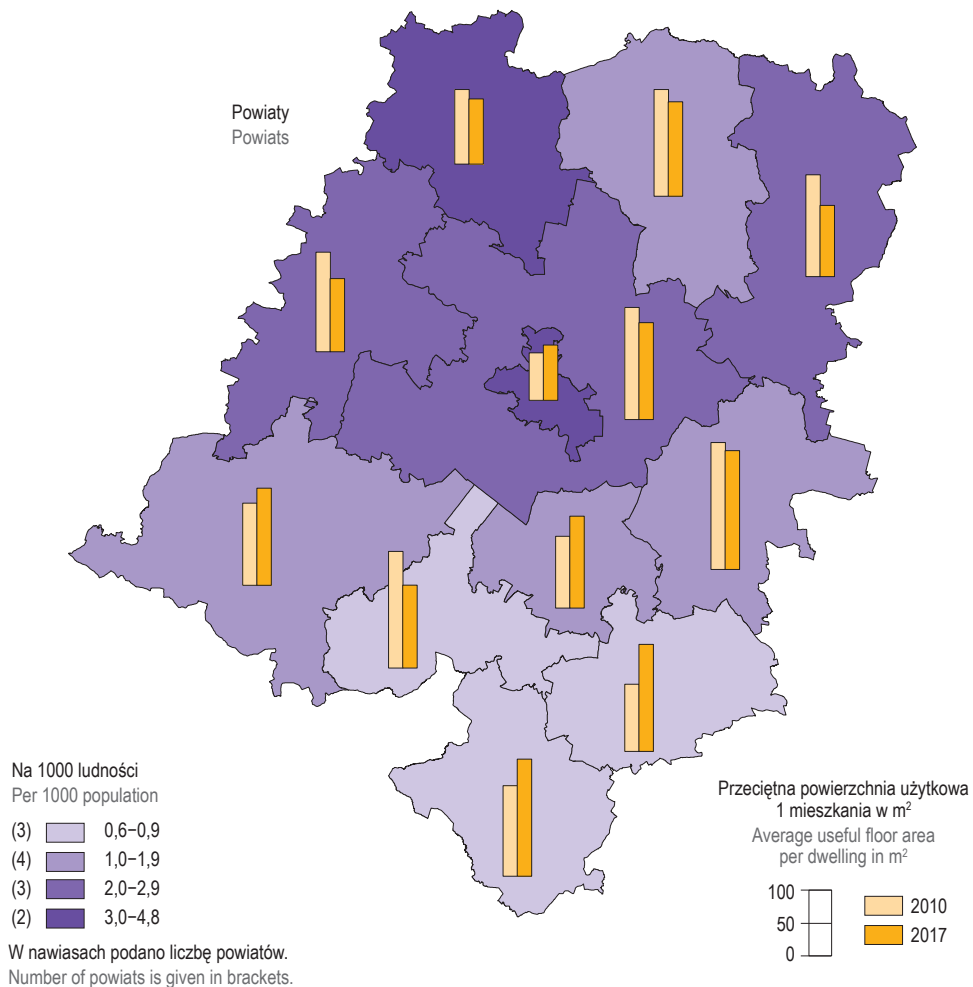 Powiaty
Powiats
Na 1000 ludności
Per 1000 population
(3) 0,6–0,9
(4) 1,0–1,9
(3) 2,0–2,9
(2) 3,0–4,8
W nawiasach podano liczbę powiatów.
Number of powiats is given in brackets.
Przeciętna powierzchnia użytkowa
1 mieszkania w m²
Average useful floor area
per dwelling in m²
100
50
0
2010
2017